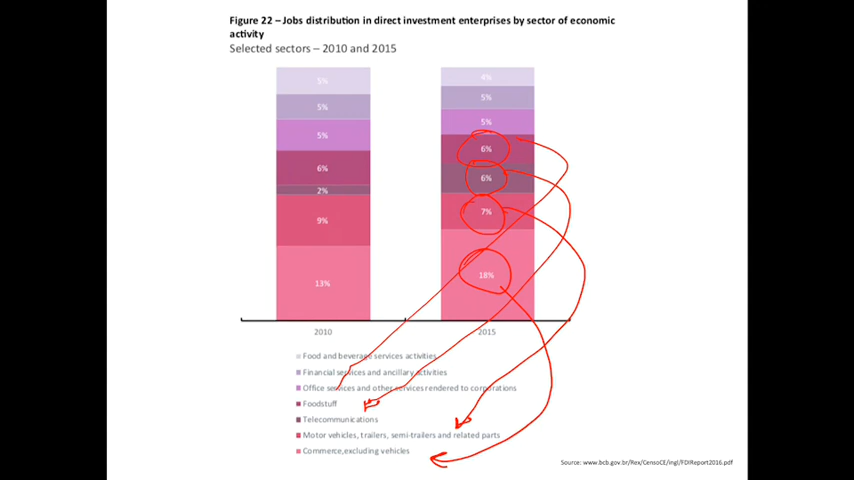 Figure 22 – Jobs distribution in direct investment enterprises by sector of economic
activity
Selected sectors – 2010 and 2015
5% 4%
5% 5%
5% 5%
6% 6%
2% 6%
9% 7%
13% 18%
2010 2015
Food and beverage services activities
Financial services and ancillary activities
Office services and other services rendered to corporations
Foodstuff
Telecommunications
Motor vehicles, trailers, semi-trailers and related parts
Commerce,excluding vehicles
Source: www.bcb.gov.br/Rex/CensoCE/ingl/FDIReport2016.pdf